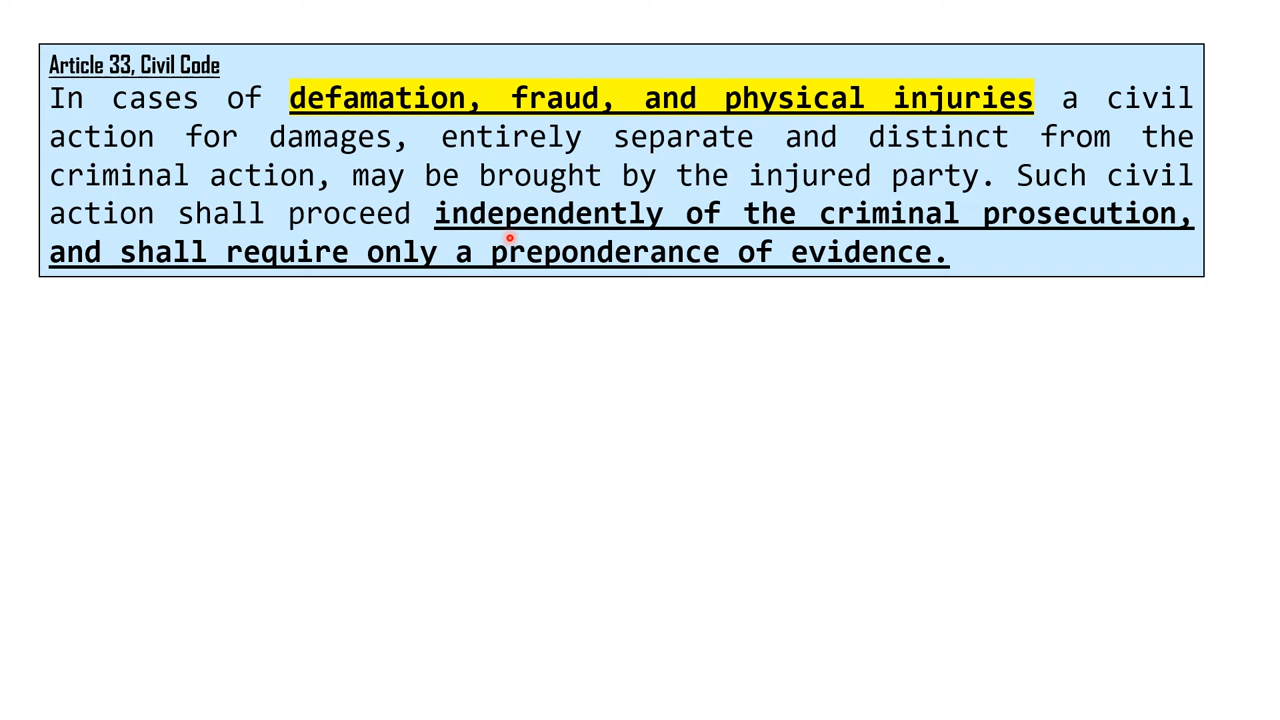 Article 33, Civil Code
In cases of defamation, fraud, and physical injuries a civil
action for damages, entirely separate and distinct from the
criminal action, may be brought by the injured party. Such civil
action shall proceed independently of the criminal prosecution,
and shall require only a preponderance of evidence.